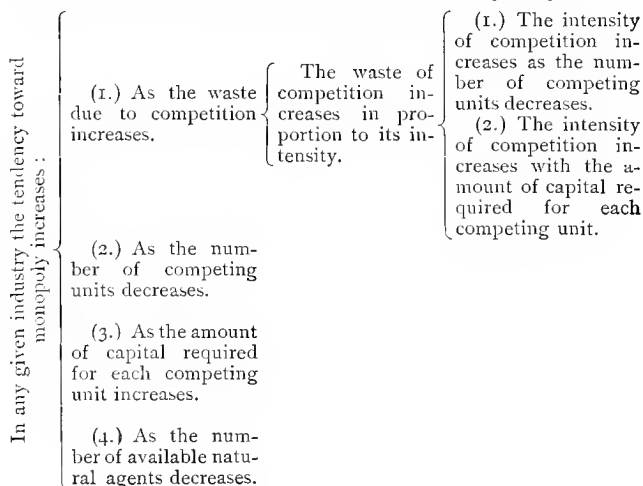 In any given industry the tendency toward
monopoly increases :
(1.) As the waste
due to competition
increases.
The waste of
competition in-
creases in pro-
portion to its in-
tensity.
(1.) The intensity
of competition in-
creases as the num-
ber of competing
units decreases.
(2.) The intensity
of competition in-
creases with the a-
mount of capital re-
quired for each
competing unit.
(2.) As the num-
ber of competing
units decreases.
(3.) As the amount
of capital required
for each competing
unit increases.
(4.) As the num-
ber of available natu-
ral agents decreases.